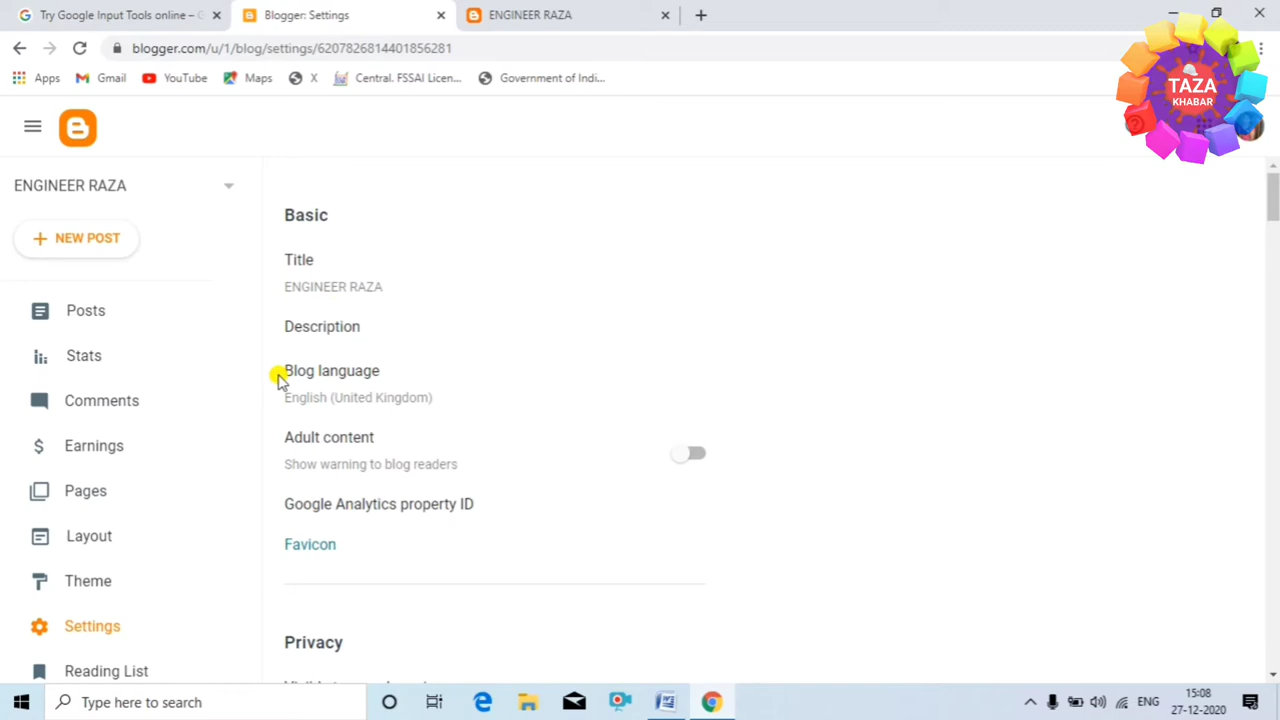 Try Google Input Tools online – G
Blogger: Settings
ENGINEER RAZA
blogger.com/u/1/blog/settings/6207826814401856281
Apps
Gmail
YouTube
Maps
X
Central. FSSAI Licen...
Government of Indi...
TAZA
KHABAR
ENGINEER RAZA
NEW POST
Posts
Stats
Comments
Earnings
Pages
Layout
Theme
Settings
Reading List
Basic
Title
ENGINEER RAZA
Description
Blog language
English (United Kingdom)
Adult content
Show warning to blog readers
Google Analytics property ID
Favicon
Privacy
Type here to search
ENG
15:08
27-12-2020